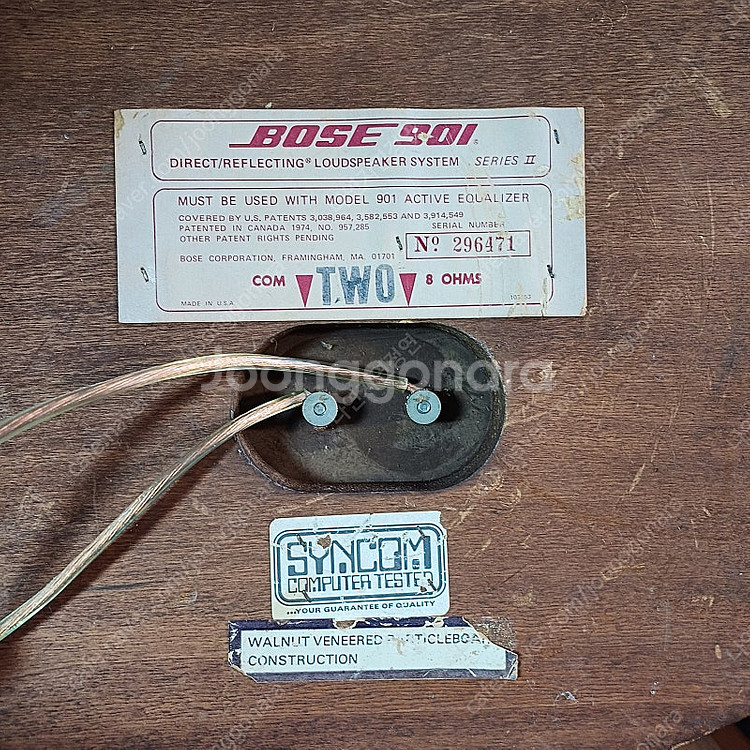 BOSE 901
DIRECT/REFLECTING® LOUDSPEAKER SYSTEM SERIES II
MUST BE USED WITH MODEL 901 ACTIVE EQUALIZER
COVERED BY U.S. PATENTS 3,038,964, 3,582,553 AND 3,914,549
PATENTED IN CANADA 1974, NO. 957,285 SERIAL NUMBER
OTHER PATENT RIGHTS PENDING
Nº 296471
BOSE CORPORATION, FRAMINGHAM, MA. 01701
COM TWO 8 OHMS
MADE IN U.S.A.
Joonggonara
SYNCOM
COMPUTER TESTED
...YOUR GUARANTEE OF QUALITY
WALNUT VENEERED
CONSTRUCTION